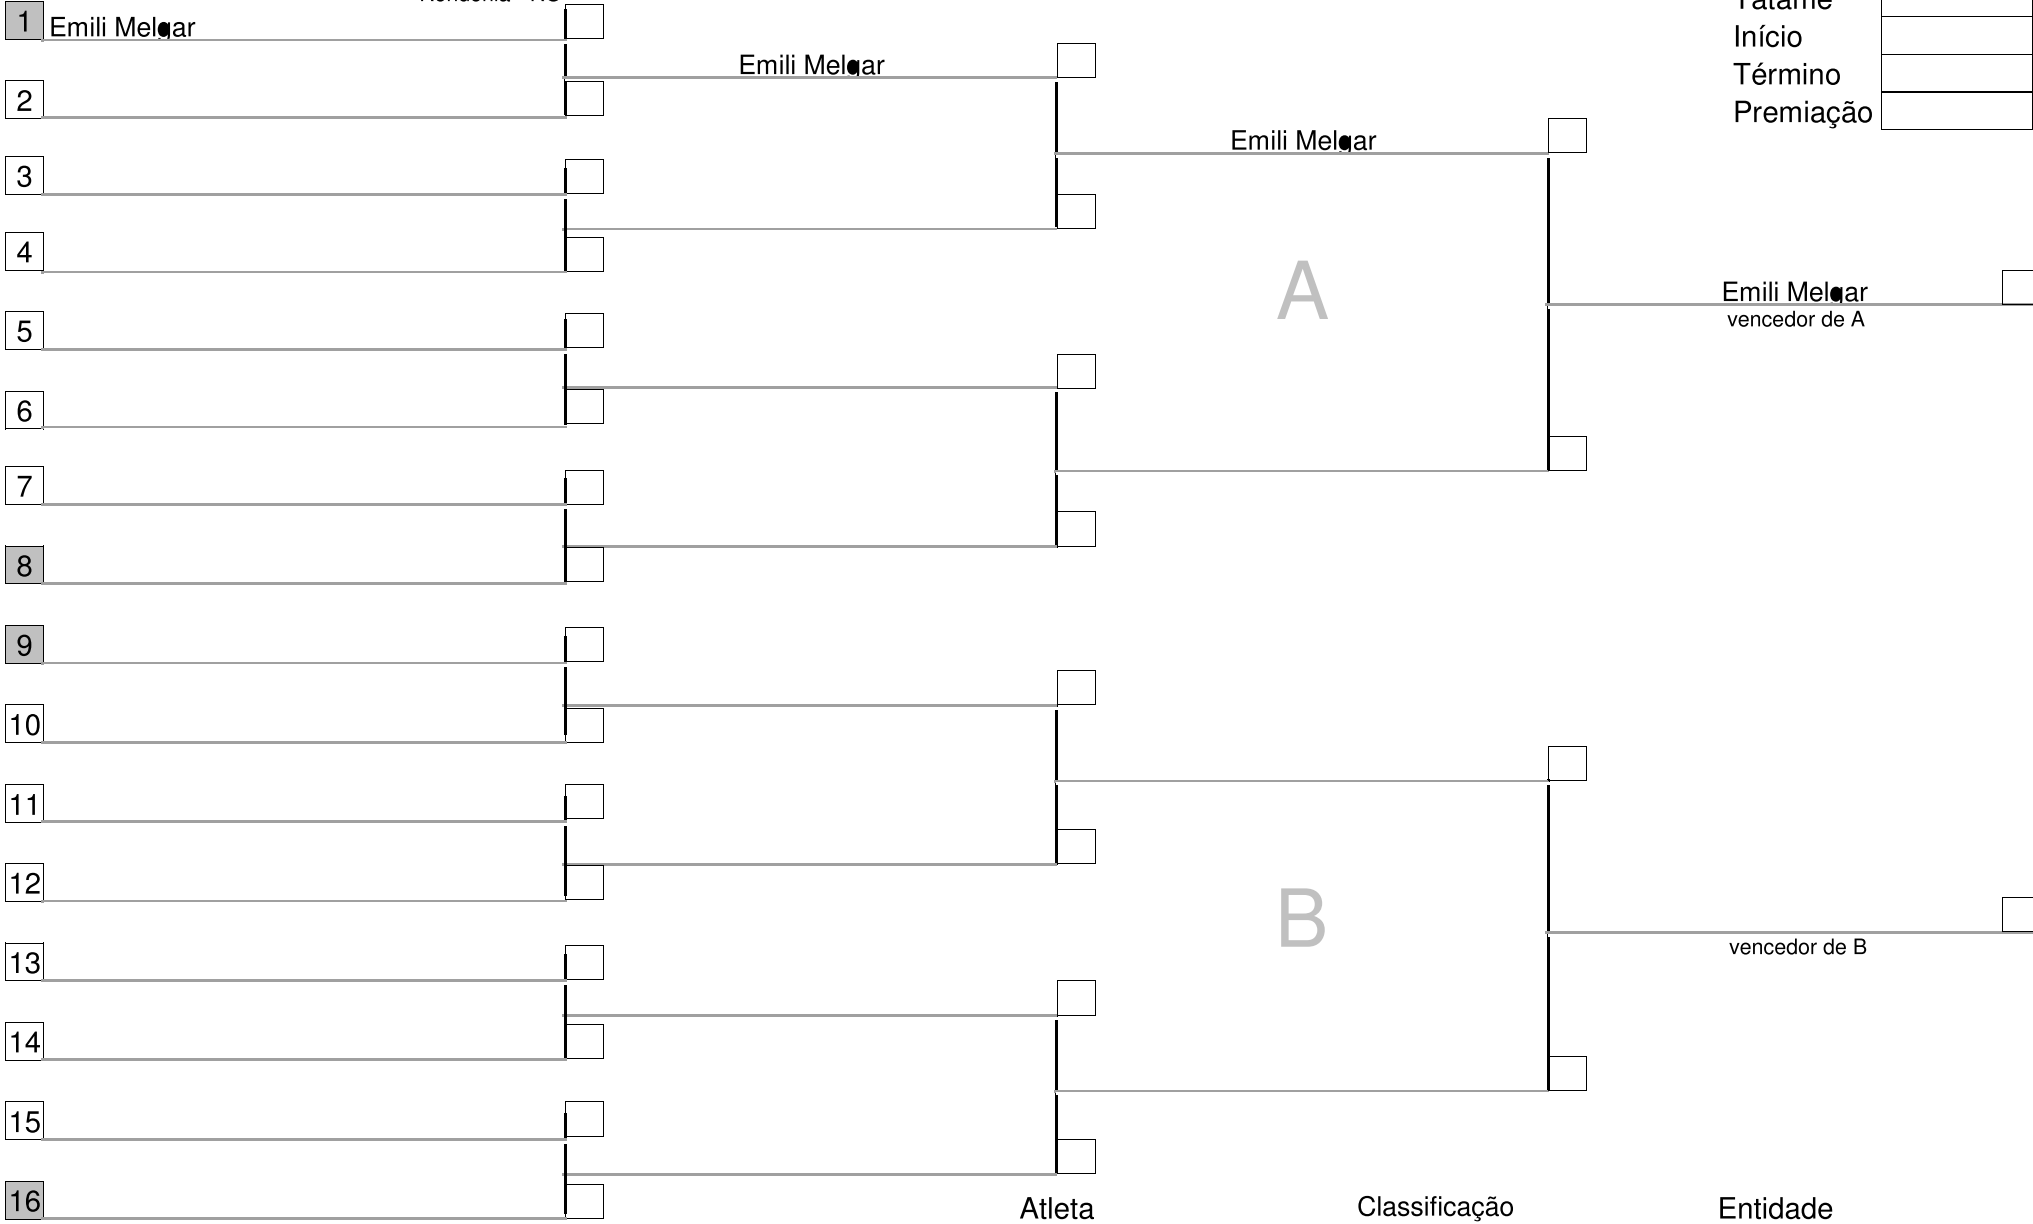 1 Emili Melgar
Emili Melgar
Início
2
Término
Premiação
Emili Melgar
3
4
A
Emili Melgar
vencedor de A
5
6
7
8
9
10
11
12
B
13
vencedor de B
14
15
16
Atleta Classificação Entidade